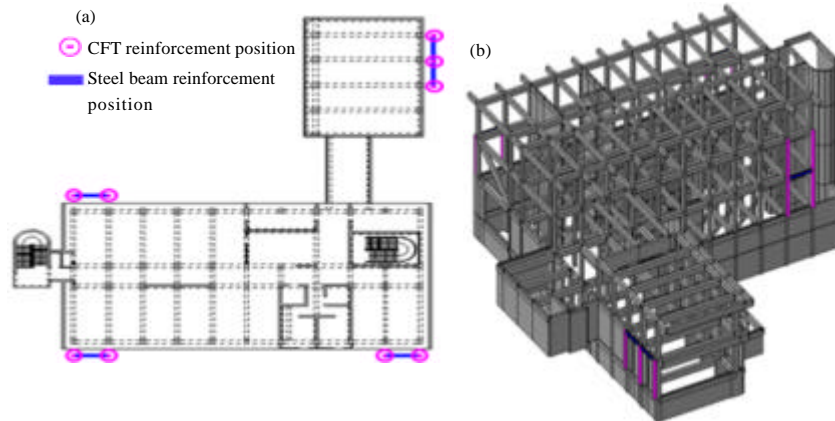 (a)
CFT reinforcement position
Steel beam reinforcement
position
(b)